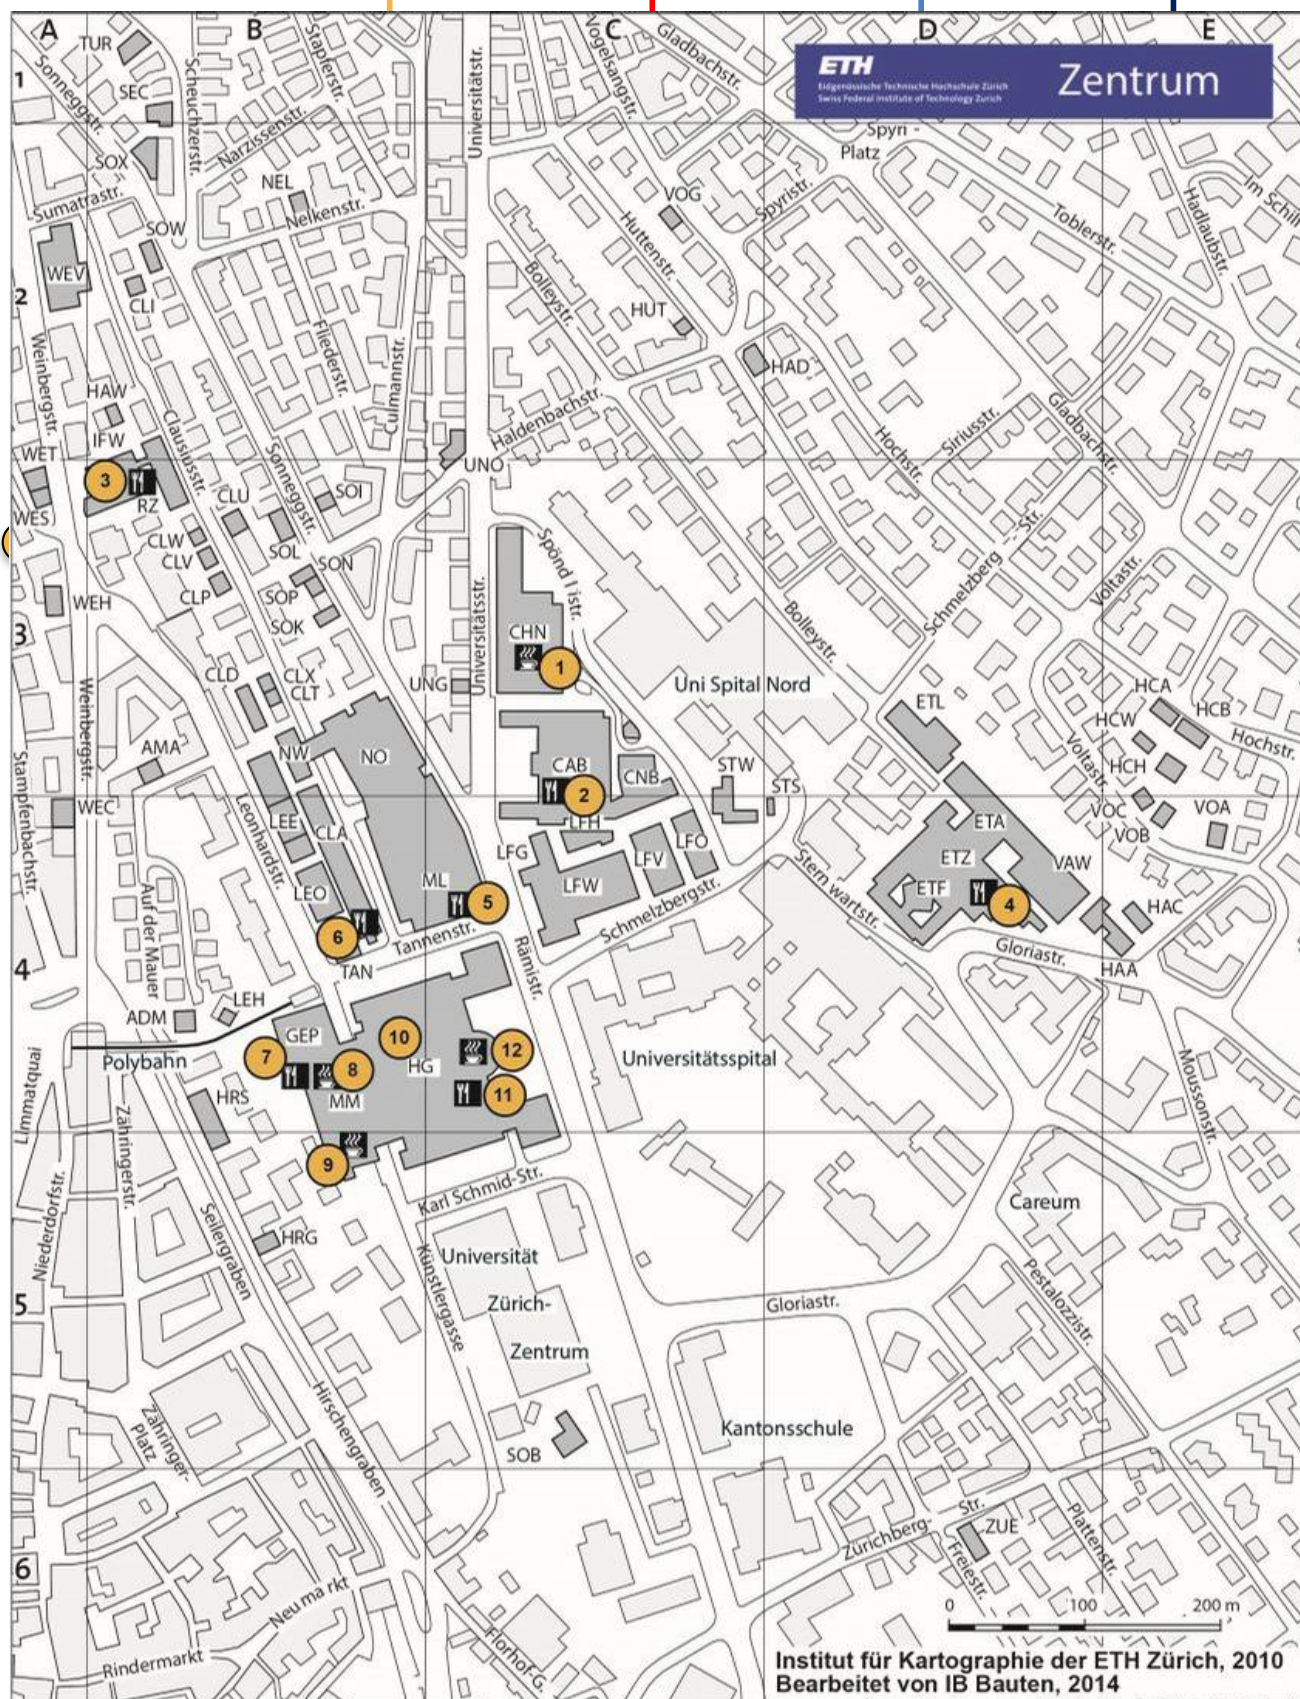 A
B
C
D
E
TUR
1
SEC
Sonneggstr.
Scheuchzerstr.
Stapferstr.
Universitätstr.
Vogelsangstr.
Gladbachstr.
ETH
Eidgenössische Technische Hochschule Zürich
Swiss Federal Institute of Technology Zurich
Zentrum
Spyri -
Platz
SOX
Narzissenstr.
NEL
Nelkenstr.
Sumatrastr.
SOW
VOG
Spyristr.
Huttenstr.
Toblerstr.
Hadlaubstr.
Im Schilf
WEV
2
CLI
Bolleystr.
HUT
HAD
Weinbergstr.
Fliederstr.
Culmannstr.
HAW
IFW
Clausiusstr.
Haldenbachstr.
Hochstr.
Siriusstr.
Gladbachstr.
WET
3
RZ
WES
CLU
Sonneggstr.
SOI
UNO
CLW
CLV
SOL
SON
CLP
SOP
SOK
WEH
3
Spöndlistr.
Universitätsstr.
CHN
1
Bolleystr.
Schmelzberg - Str.
Voltastr.
CLD
CLX
CLT
UNG
Uni Spital Nord
ETL
HCA
HCB
HCW
Hochstr.
HCH
Voltastr.
Weinbergstr.
AMA
NW
NO
CAB
2
CNB
STW
STS
Stampfenbachstr.
WEC
Leonhardstr.
LEE
CLA
LFH
LFG
LFW
LFV
LFO
ETA
ETZ
ETF
4
VAW
VOC
VOB
VOA
LEO
ML
5
6
Tannenstr.
TAN
Schmelzbergstr.
Sternwartstr.
Gloriastr.
HAC
HAA
4
Auf der Mauer
ADM
LEH
Rämistr.
GEP
10
HG
12
7
8
MM
11
Polybahn
Limmatquai
Universitätsspital
Moussonstr.
HRS
9
Zähringerstr.
Niederdorfstr.
Karl Schmid-Str.
Careum
Seilergraben
HRG
Künstlergasse
Universität
Zürich-
Zentrum
5
Gloriastr.
Pestalozzistr.
Zähringer-
Platz
Hirschengraben
SOB
Kantonsschule
Zürichberg-
Str.
ZUE
Freiestr.
Plattenstr.
6
Neumarkt
Rindermarkt
Florhof-G.
0
100
200 m
Institut für Kartographie der ETH Zürich, 2010
Bearbeitet von IB Bauten, 2014